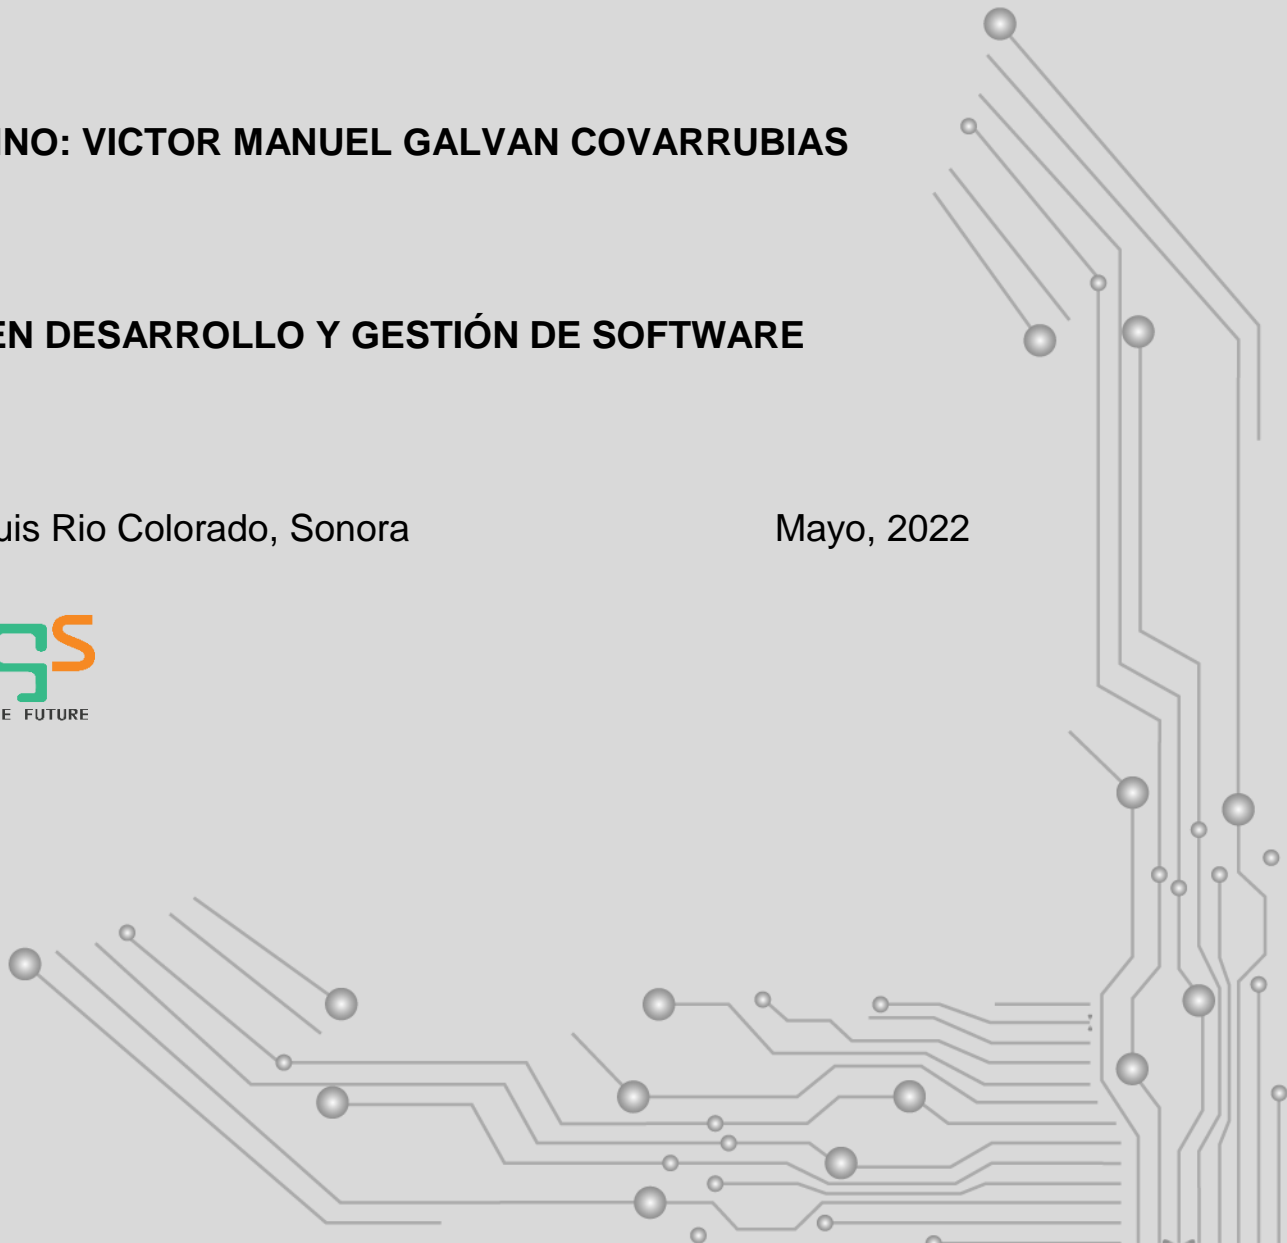 NO: VICTOR MANUEL GALVAN COVARRUBIAS
EN DESARROLLO Y GESTIÓN DE SOFTWARE
uis Rio Colorado, Sonora Mayo, 2022
S
E FUTURE